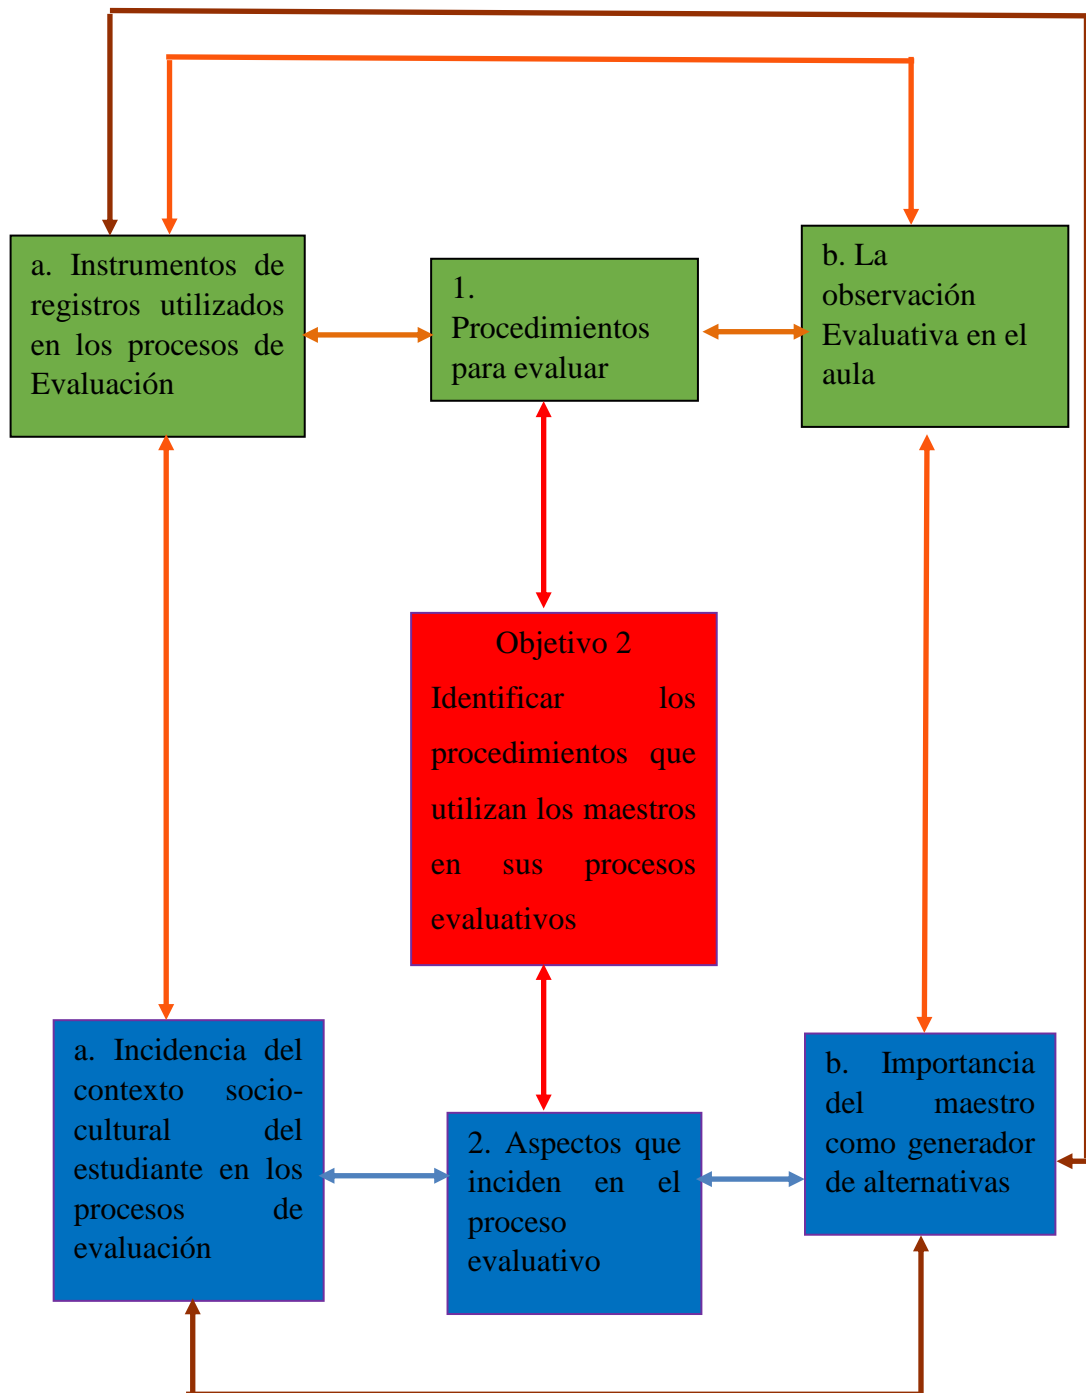 a. Instrumentos de
registros utilizados
en los procesos de
Evaluación
1.
Procedimientos
para evaluar
b. La
observación
Evaluativa en el
aula
Objetivo 2
Identificar los
procedimientos que
utilizan los maestros
en sus procesos
evaluativos
a. Incidencia del
contexto socio-
cultural del
estudiante en los
procesos de
evaluación
2. Aspectos que
inciden en el
proceso
evaluativo
b. Importancia
del maestro
como generador
de alternativas